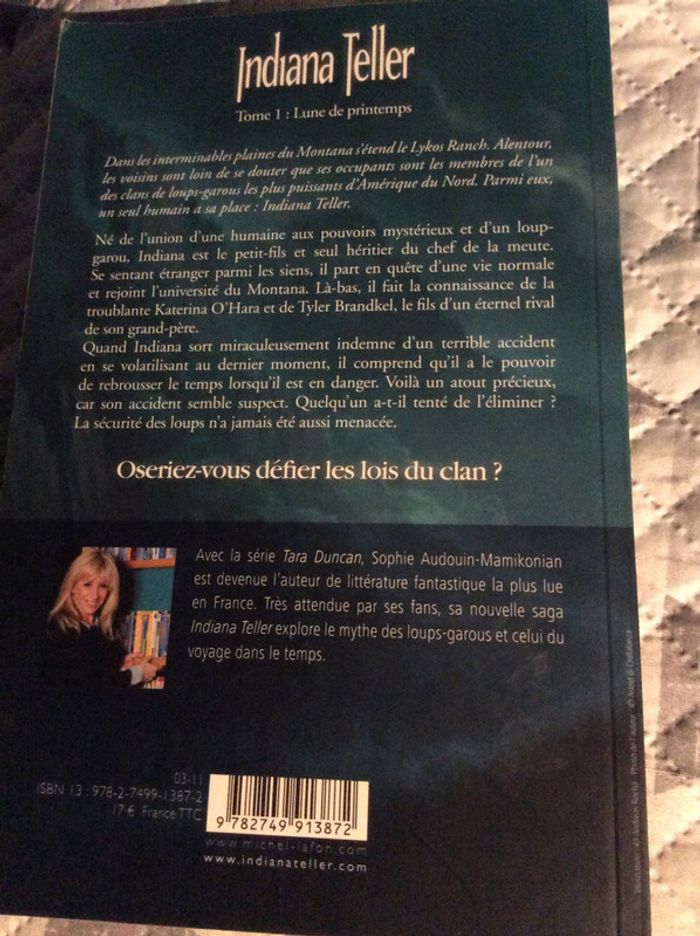 Indiana Teller
Tome 1 : Lune de printemps
Dans les interminables plaines du Montana s'étend le Lykos Ranch. Alentour,
les voisins sont loin de se douter que ses occupants sont les membres de l'un
des clans de loups-garous les plus puissants d'Amérique du Nord. Parmi eux,
un seul humain a sa place : Indiana Teller.
Né de l'union d'une humaine aux pouvoirs mystérieux et d'un loup-
garou, Indiana est le petit-fils et seul héritier du chef de la meute.
Se sentant étranger parmi les siens, il part en quête d'une vie normale
et rejoint l'université du Montana. Là-bas, il fait la connaissance de la
troublante Katerina O'Hara et de Tyler Brandkel, le fils d'un éternel rival
de son grand-père.
Quand Indiana sort miraculeusement indemne d'un terrible accident
en se volatilisant au dernier moment, il comprend qu'il a le pouvoir
de rebrousser le temps lorsqu'il est en danger. Voilà un atout précieux,
car son accident semble suspect. Quelqu'un a-t-il tenté de l'éliminer ?
La sécurité des loups n'a jamais été aussi menacée.
Oseriez-vous défier les lois du clan ?
Avec la série Tara Duncan, Sophie Audouin-Mamikonian
est devenue l'auteur de littérature fantastique la plus lue
en France. Très attendue par ses fans, sa nouvelle saga
Indiana Teller explore le mythe des loups-garous et celui du
voyage dans le temps.
03-11
ISBN 13 : 978-2-7499-1387-2
17 € France TTC
9 782749 913872
www.michel-lafon.com
www.indianateller.com
Photo de l'auteur : ©